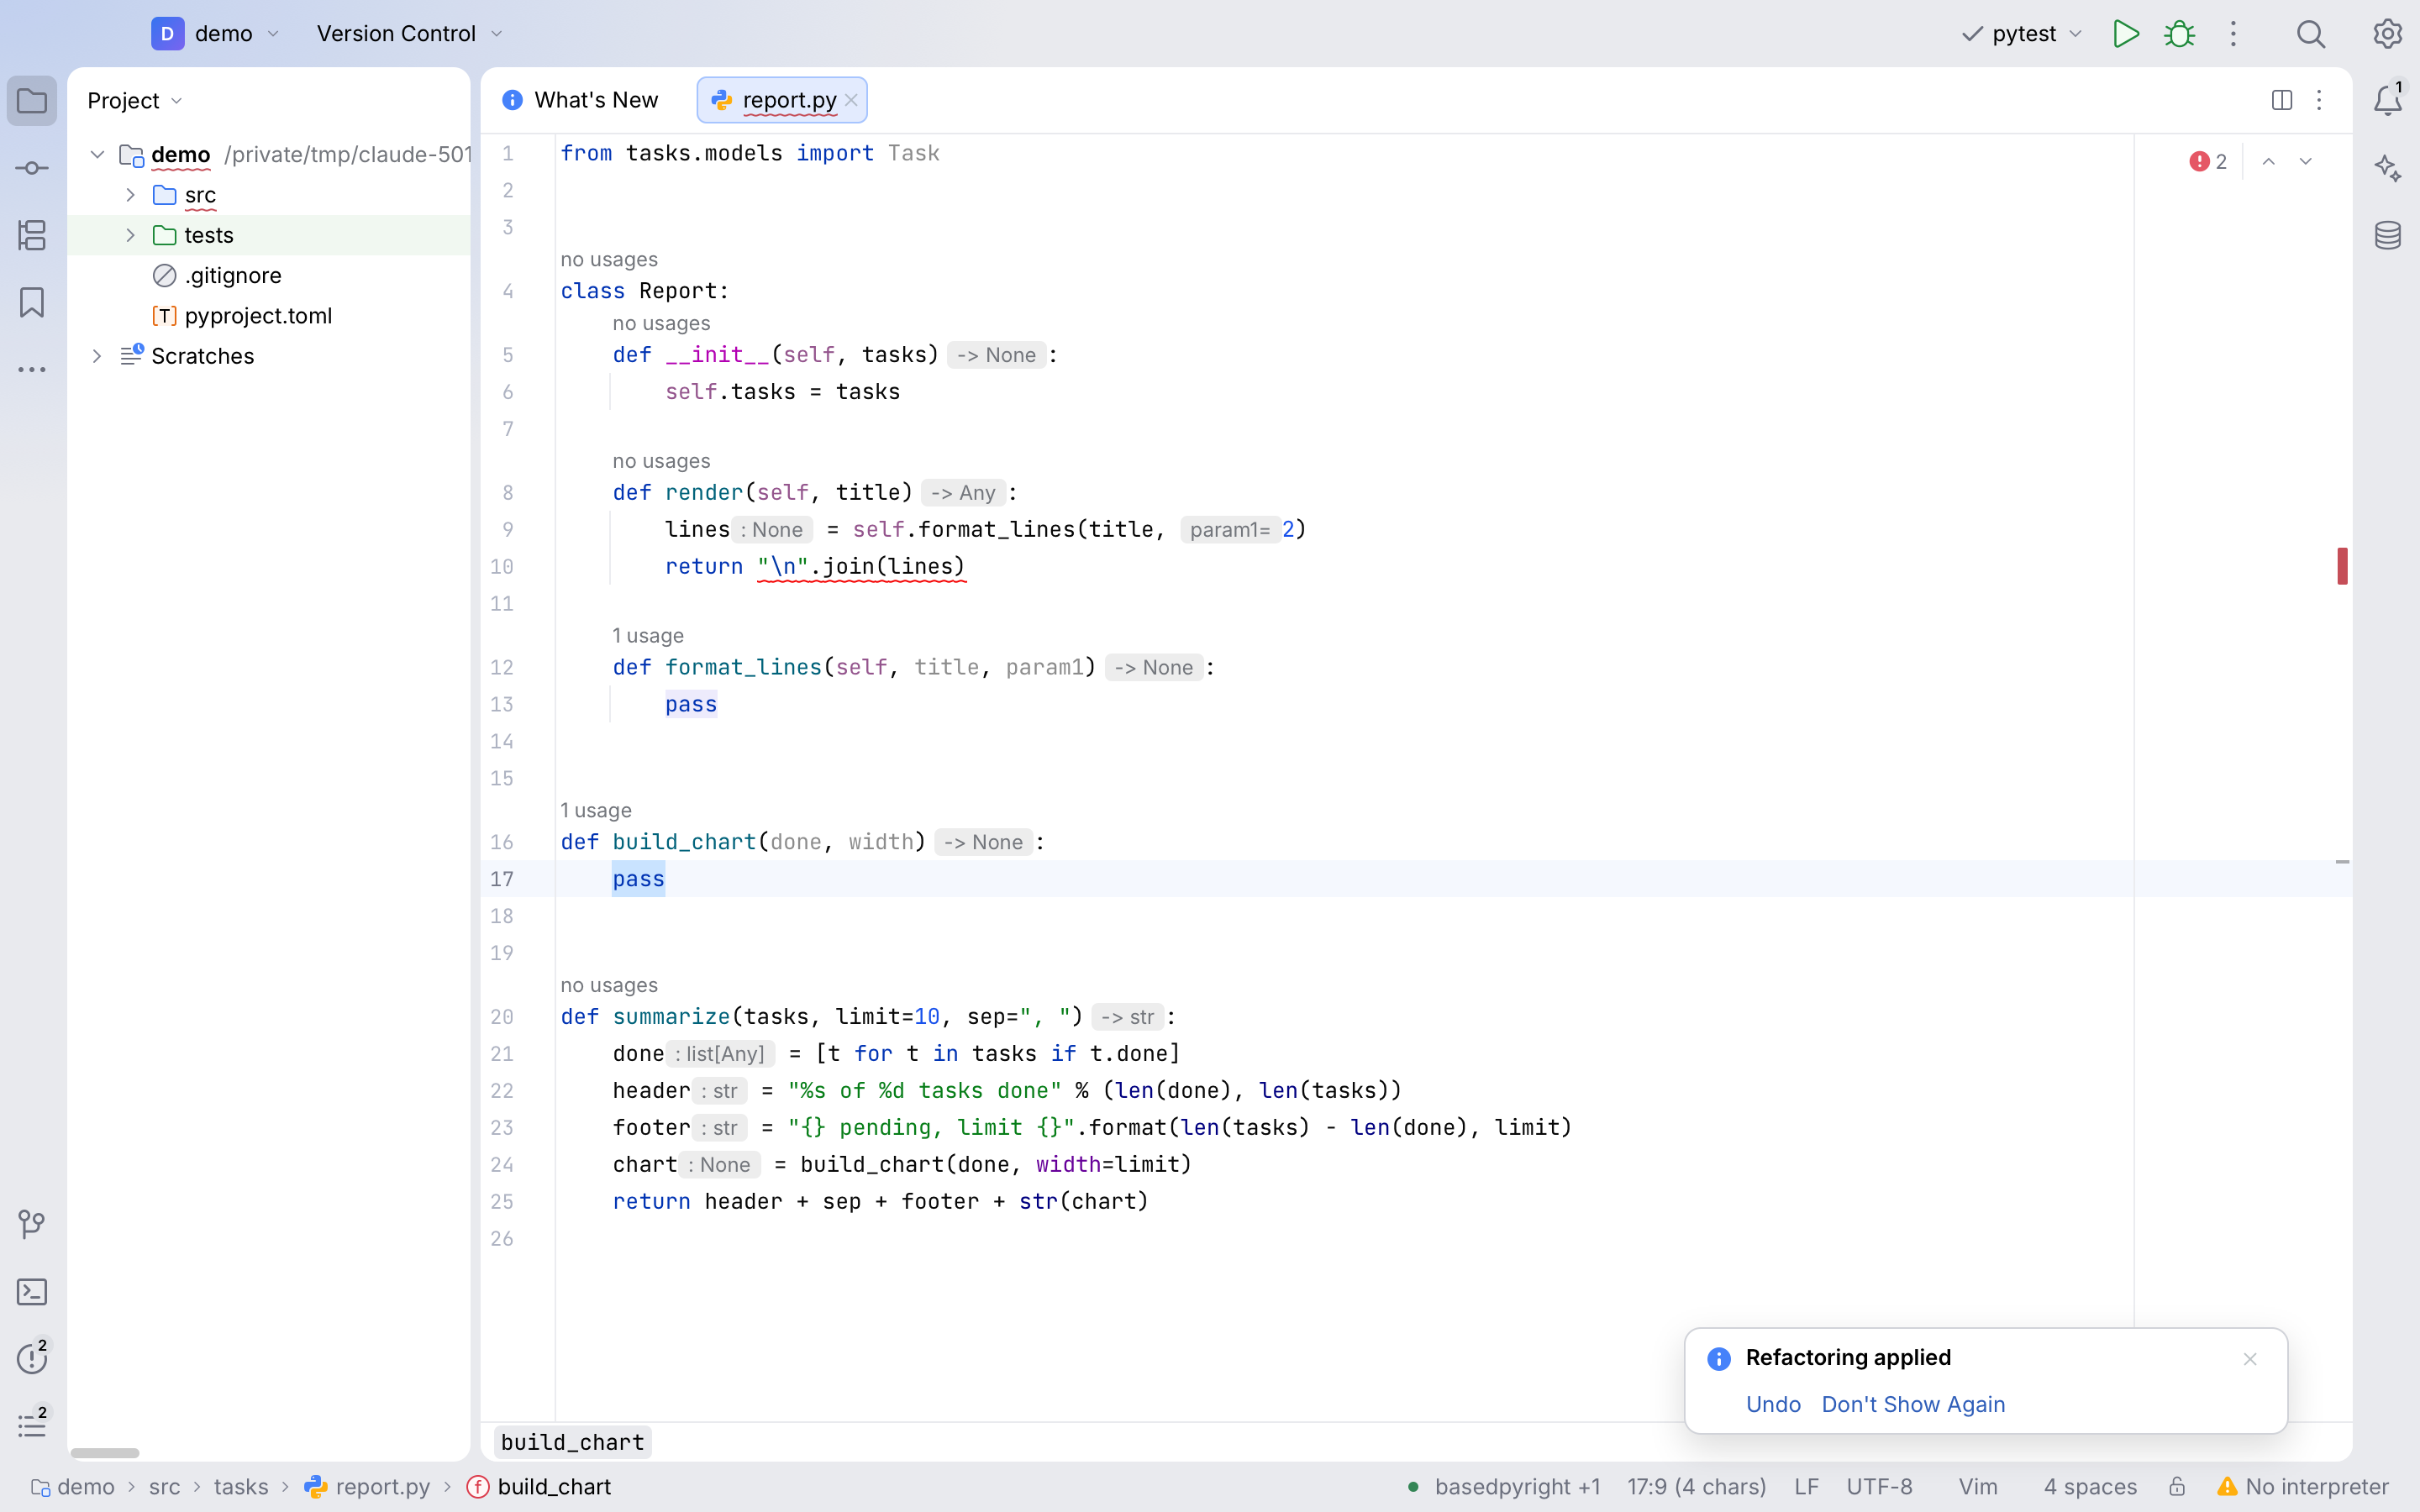 D demo Version Control pytest
Project
demo /private/tmp/claude-501
src
tests
.gitignore
[T] pyproject.toml
Scratches
What's New report.py
2
1
1 from tasks.models import Task
2
3
no usages
4 class Report:
no usages
5 def __init__(self, tasks) -> None :
6 self.tasks = tasks
7
no usages
8 def render(self, title) -> Any :
9 lines : None = self.format_lines(title, param1= 2)
10 return "\n".join(lines)
11
1 usage
12 def format_lines(self, title, param1) -> None :
13 pass
14
15
1 usage
16 def build_chart(done, width) -> None :
17 pass
18
19
no usages
20 def summarize(tasks, limit=10, sep=", ") -> str :
21 done : list[Any] = [t for t in tasks if t.done]
22 header : str = "%s of %d tasks done" % (len(done), len(tasks))
23 footer : str = "{} pending, limit {}".format(len(tasks) - len(done), limit)
24 chart : None = build_chart(done, width=limit)
25 return header + sep + footer + str(chart)
26
2
2
Refactoring applied
Undo Don't Show Again
build_chart
demo > src > tasks > report.py > f build_chart
basedpyright +1 17:9 (4 chars) LF UTF-8 Vim 4 spaces No interpreter